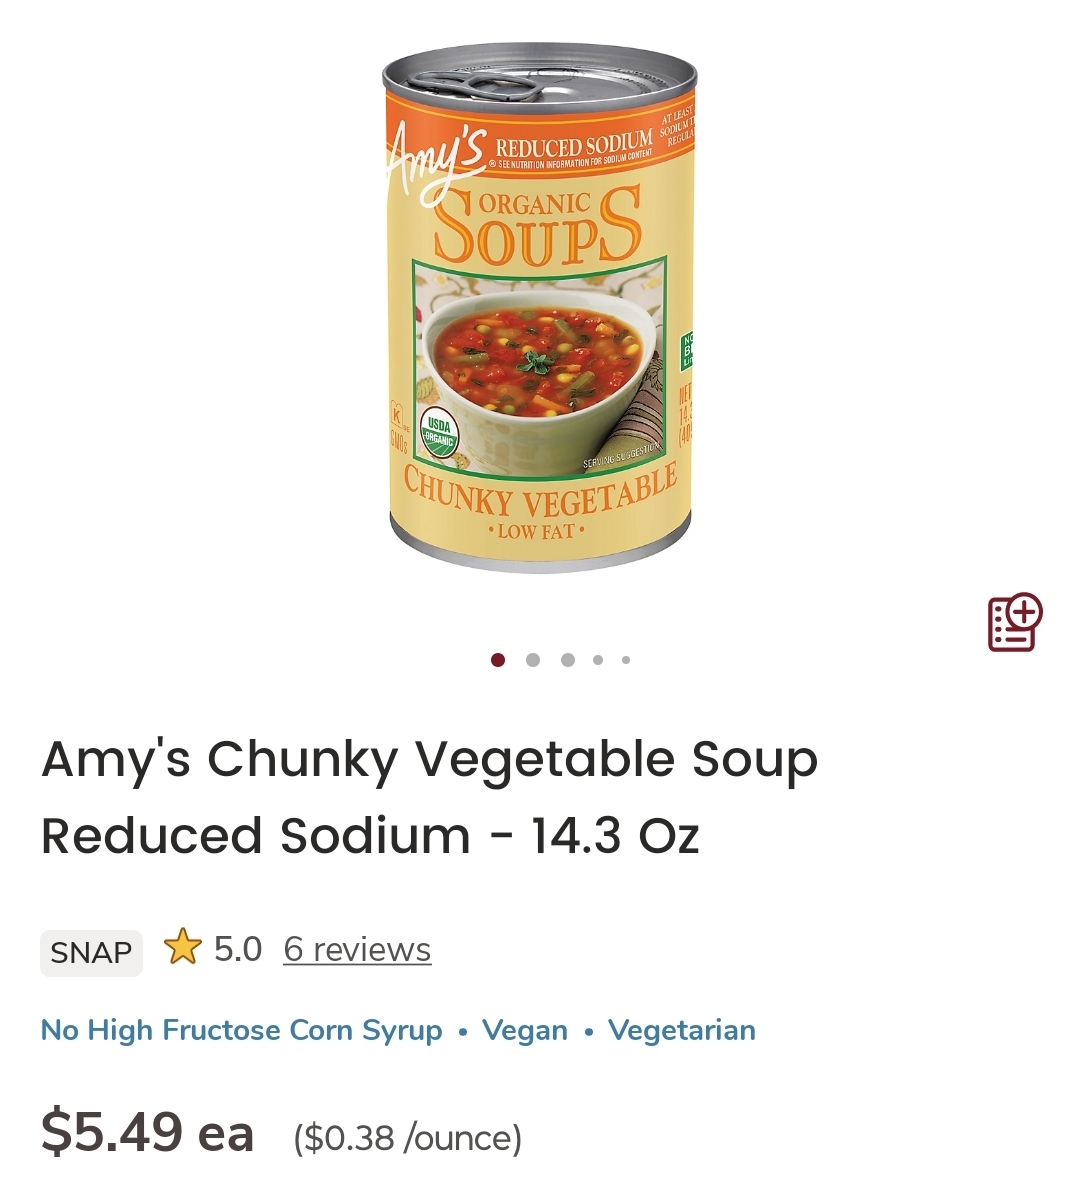 Amy's
REDUCED SODIUM
® SEE NUTRITION INFORMATION FOR SODIUM CONTENT
AT LEAST
SODIUM
ORGANIC
SOUPS
USDA
ORGANIC
K
GMOs
SERVING SUGGESTION
CHUNKY VEGETABLE
• LOW FAT •
Amy's Chunky Vegetable Soup
Reduced Sodium - 14.3 Oz
SNAP 5.0 6 reviews
No High Fructose Corn Syrup • Vegan • Vegetarian
$5.49 ea ($0.38 /ounce)